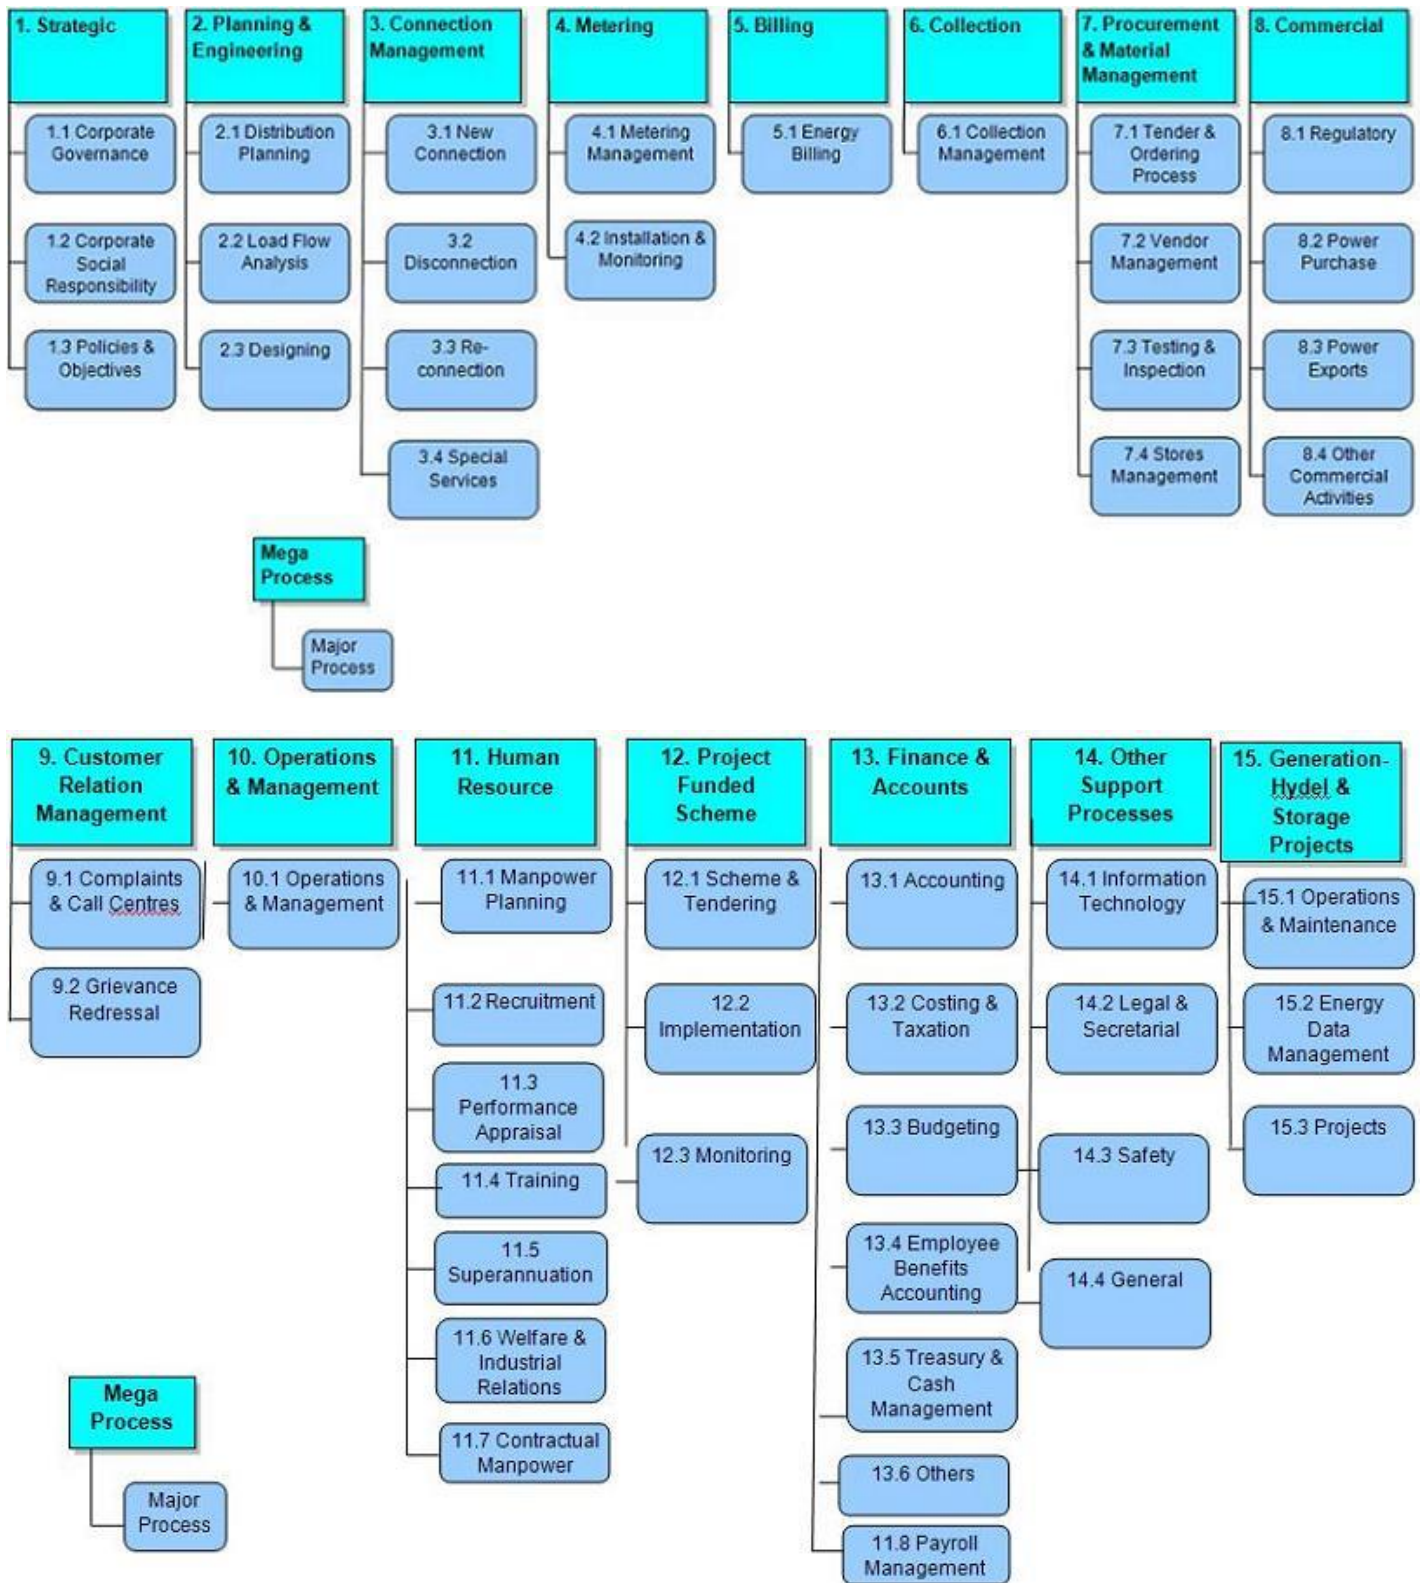 1. Strategic
1.1 Corporate
Governance
1.2 Corporate
Social
Responsibility
1.3 Policies &
Objectives
2. Planning &
Engineering
2.1 Distribution
Planning
2.2 Load Flow
Analysis
2.3 Designing
3. Connection
Management
3.1 New
Connection
3.2
Disconnection
3.3 Re-
connection
3.4 Special
Services
4. Metering
4.1 Metering
Management
4.2 Installation &
Monitoring
5. Billing
5.1 Energy
Billing
6. Collection
6.1 Collection
Management
7. Procurement
& Material
Management
7.1 Tender &
Ordering
Process
7.2 Vendor
Management
7.3 Testing &
Inspection
7.4 Stores
Management
8. Commercial
8.1 Regulatory
8.2 Power
Purchase
8.3 Power
Exports
8.4 Other
Commercial
Activities
Mega
Process
Major
Process
9. Customer
Relation
Management
9.1 Complaints
& Call Centres
9.2 Grievance
Redressal
10. Operations
& Management
10.1 Operations
& Management
11. Human
Resource
11.1 Manpower
Planning
11.2 Recruitment
11.3
Performance
Appraisal
11.4 Training
11.5
Superannuation
11.6 Welfare &
Industrial
Relations
11.7 Contractual
Manpower
12. Project
Funded
Scheme
12.1 Scheme &
Tendering
12.2
Implementation
12.3 Monitoring
13. Finance &
Accounts
13.1 Accounting
13.2 Costing &
Taxation
13.3 Budgeting
13.4 Employee
Benefits
Accounting
13.5 Treasury &
Cash
Management
13.6 Others
11.8 Payroll
Management
14. Other
Support
Processes
14.1 Information
Technology
14.2 Legal &
Secretarial
14.3 Safety
14.4 General
15. Generation-
Hydel &
Storage
Projects
15.1 Operations
& Maintenance
15.2 Energy
Data
Management
15.3 Projects
Mega
Process
Major
Process